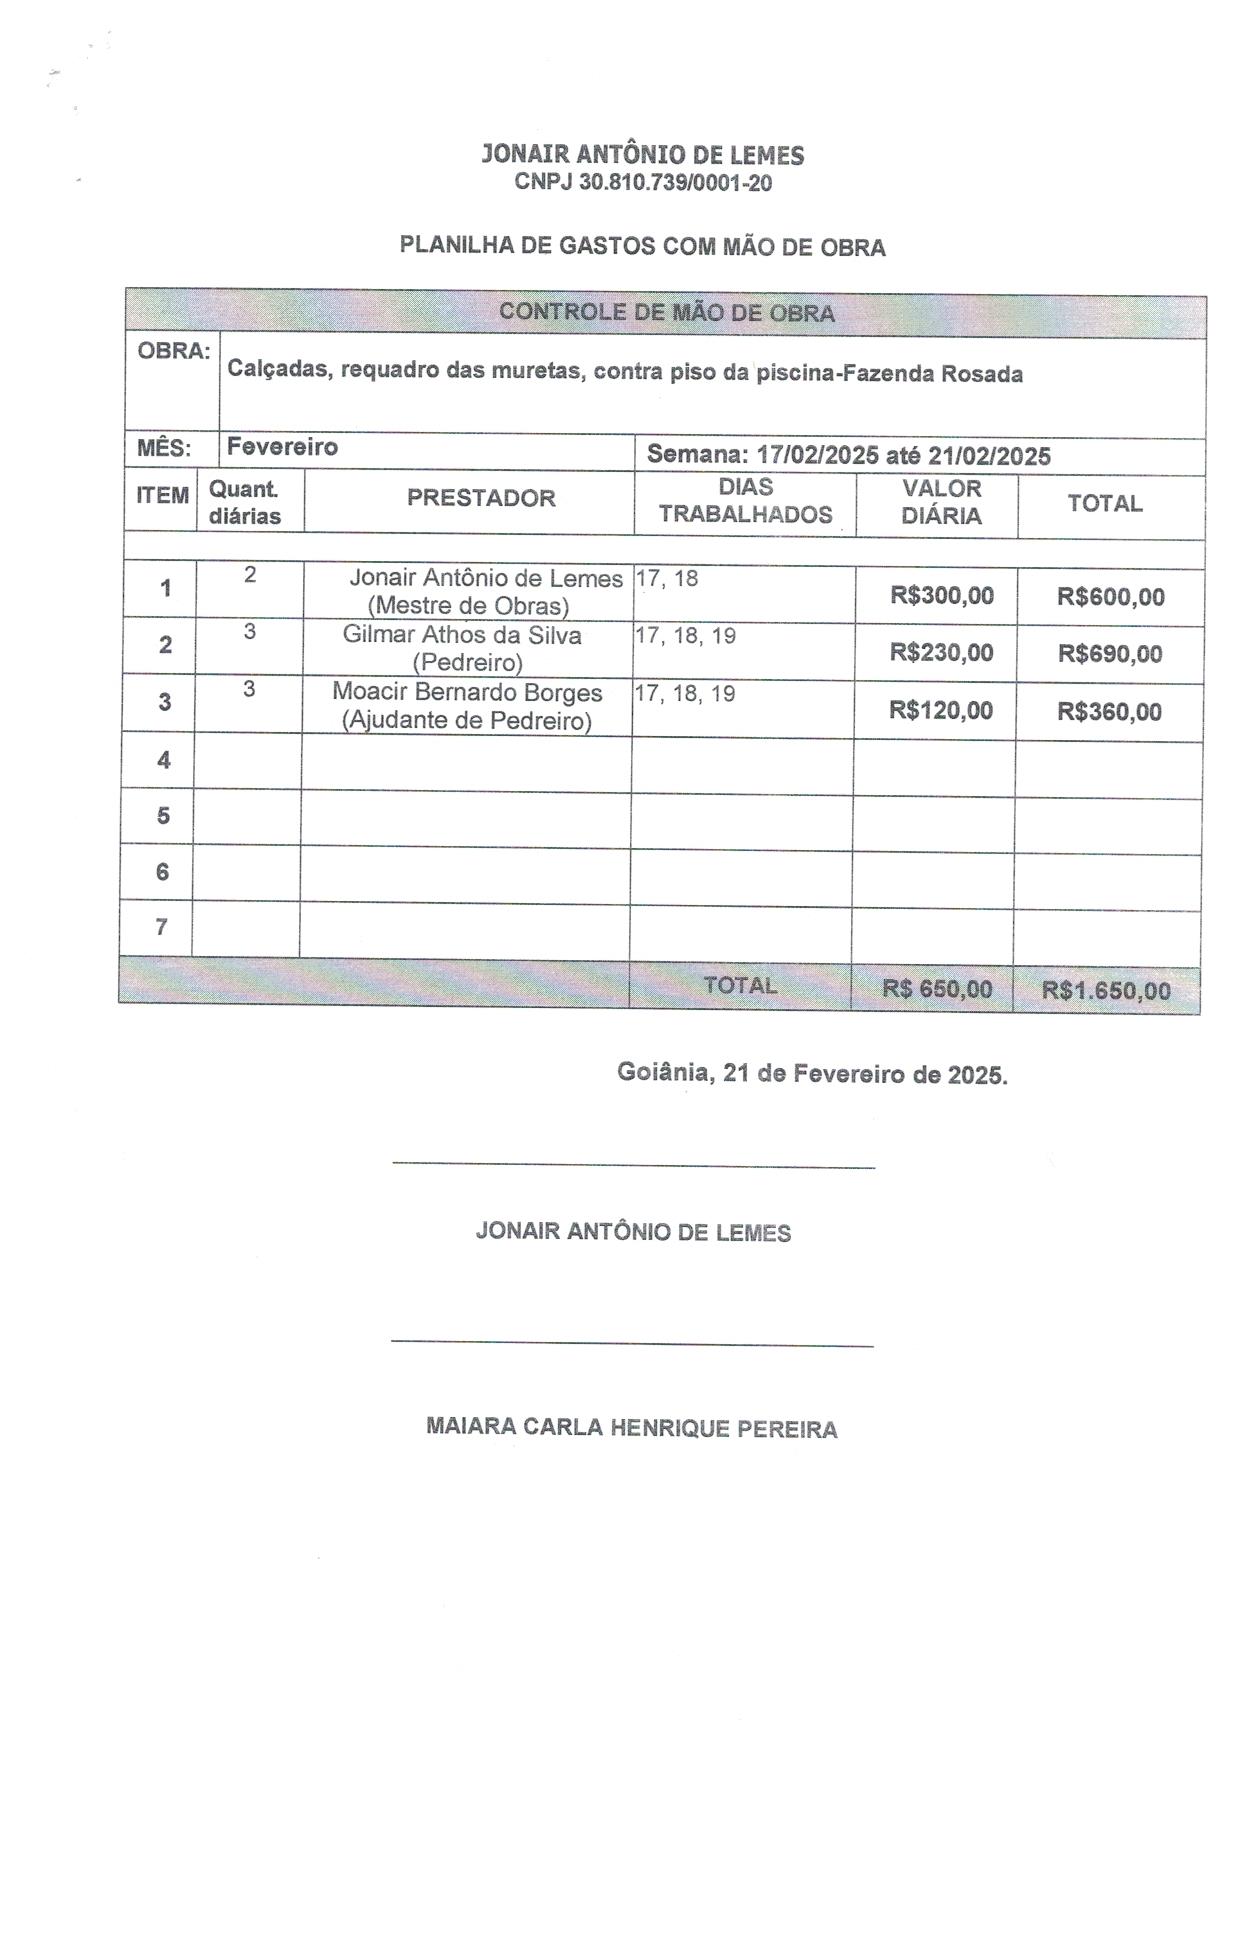 JONAIR ANTÔNIO DE LEMES
CNPJ 30.810.739/0001-20
PLANILHA DE GASTOS COM MÃO DE OBRA
CONTROLE DE MÃO DE OBRA
OBRA: Calçadas, requadro das muretas, contra piso da piscina-Fazenda Rosada
MÊS: Fevereiro Semana: 17/02/2025 até 21/02/2025
ITEM Quant. diárias PRESTADOR DIAS TRABALHADOS VALOR DIÁRIA TOTAL
1 2 Jonair Antônio de Lemes (Mestre de Obras) 17, 18 R$300,00 R$600,00
2 3 Gilmar Athos da Silva (Pedreiro) 17, 18, 19 R$230,00 R$690,00
3 3 Moacir Bernardo Borges (Ajudante de Pedreiro) 17, 18, 19 R$120,00 R$360,00
4
5
6
7
TOTAL R$ 650,00 R$1.650,00
Goiânia, 21 de Fevereiro de 2025.
JONAIR ANTÔNIO DE LEMES
MAIARA CARLA HENRIQUE PEREIRA